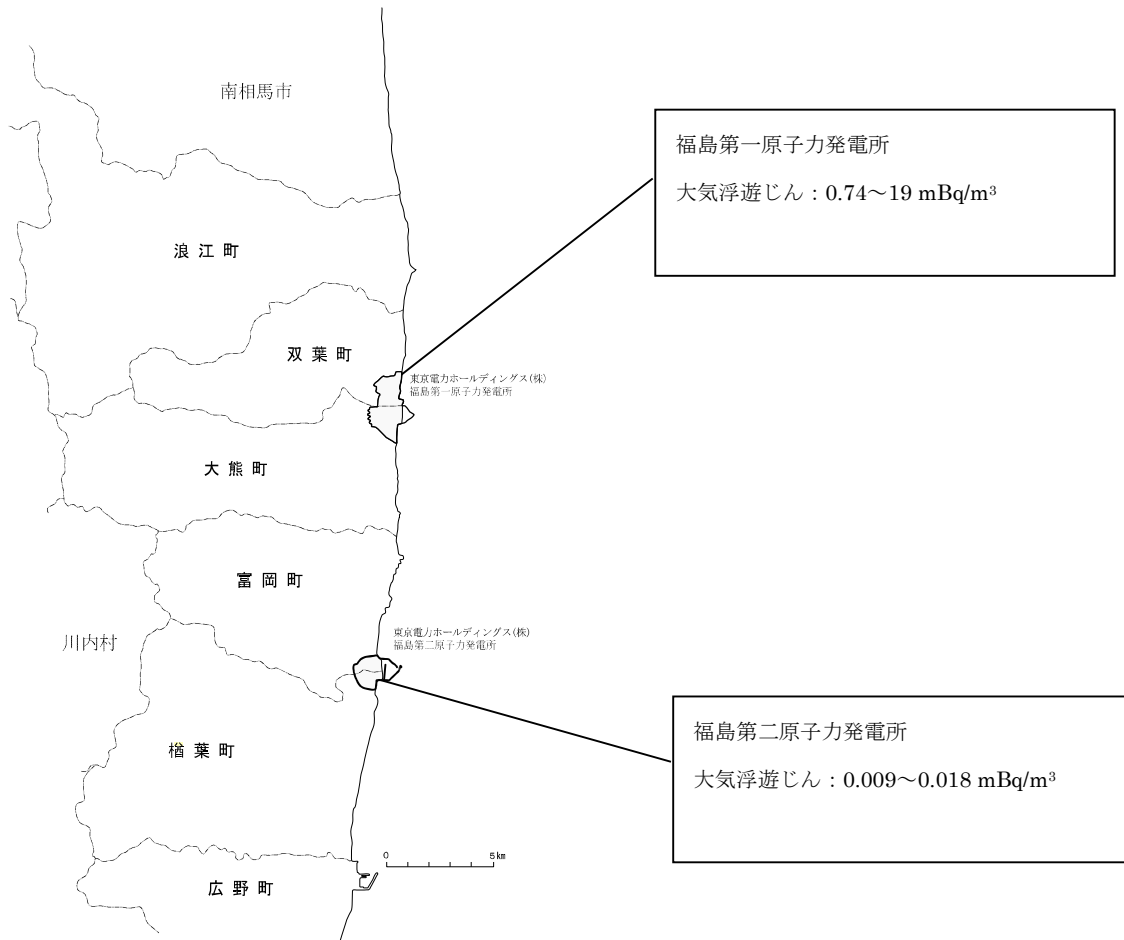 南相馬市
福島第一原子力発電所
大気浮遊じん：0.74～19 mBq/m³
浪江町
双葉町
東京電力ホールディングス(株)
福島第一原子力発電所
大熊町
富岡町
東京電力ホールディングス(株)
福島第二原子力発電所
川内村
福島第二原子力発電所
大気浮遊じん：0.009～0.018 mBq/m³
楢葉町
0 5km
広野町